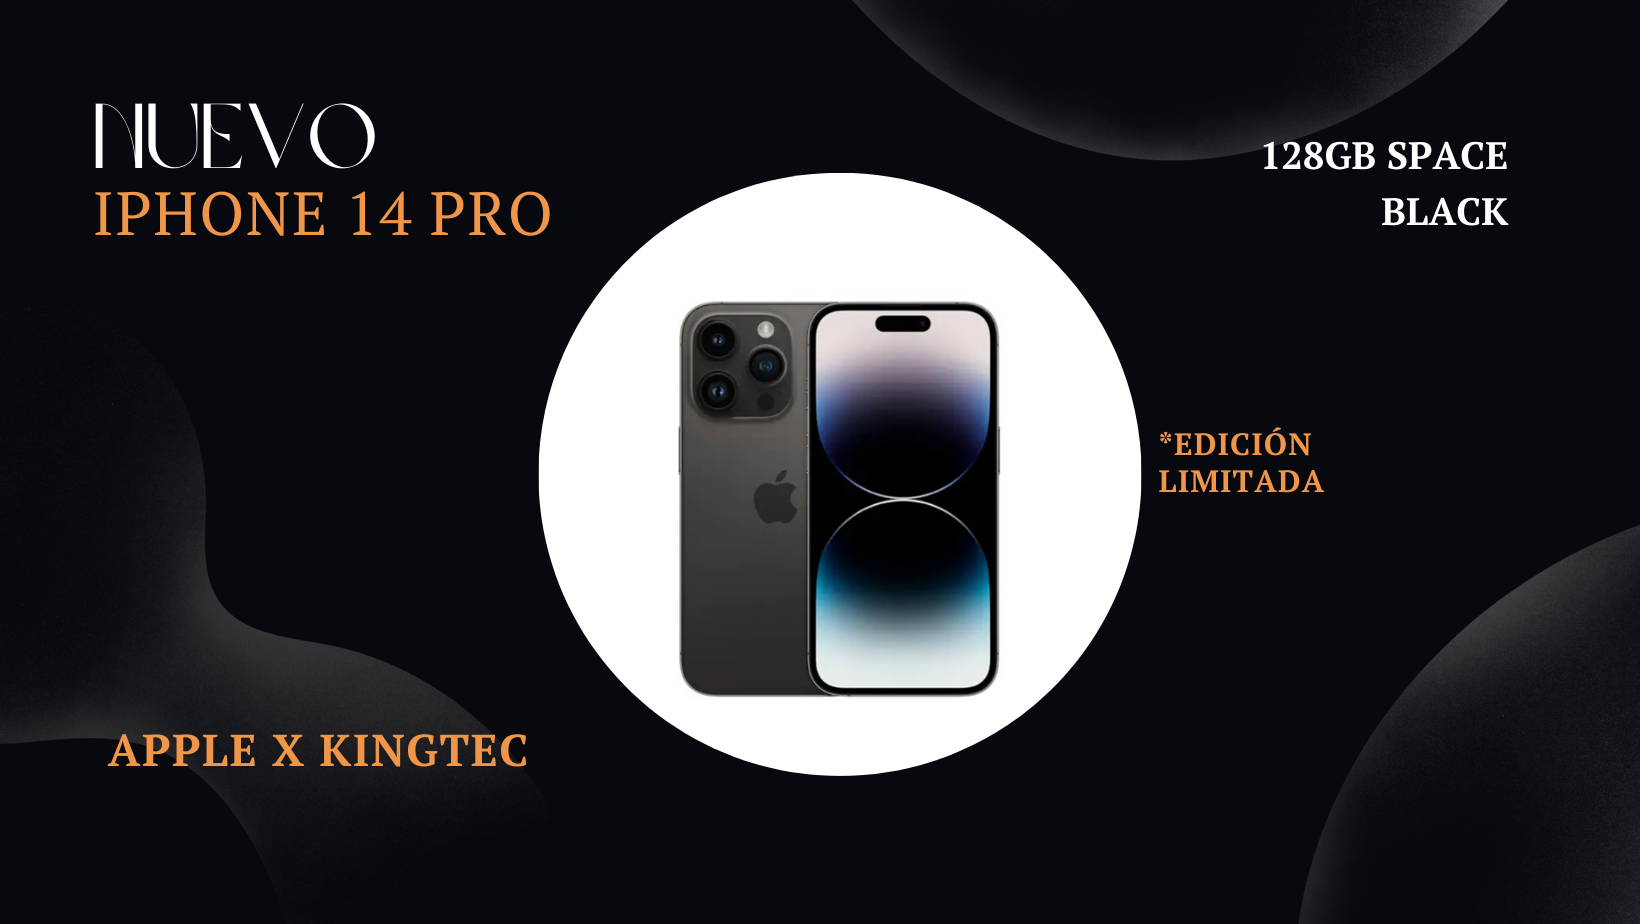 NUEVO
IPHONE 14 PRO
128GB SPACE
BLACK
*EDICIÓN
LIMITADA
APPLE X KINGTEC